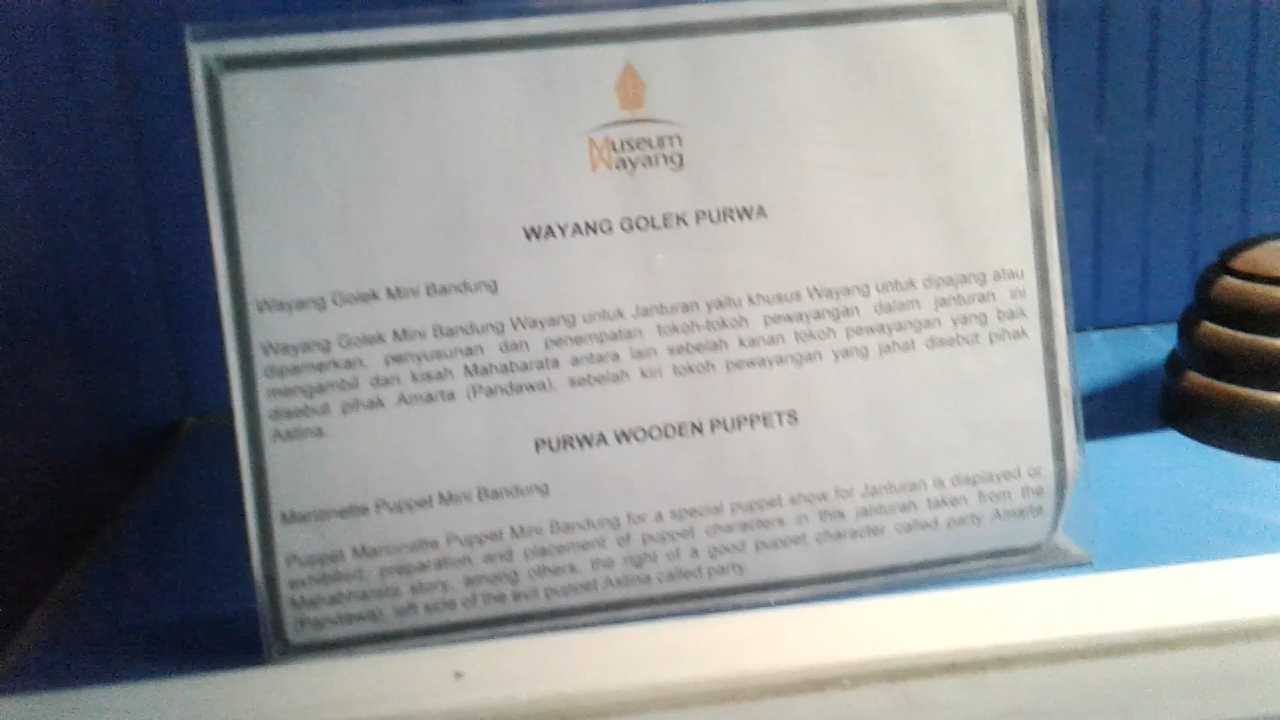 Museum
Wayang
WAYANG GOLEK PURWA
Wayang Golek Mini Bandung
Wayang Golek Mini Bandung Wayang untuk Janturan yaitu khusus Wayang untuk dipajang atau
dipamerkan, penyusunan dan penempatan tokoh-tokoh pewayangan dalam janturan ini
mengambil dari kisah Mahabarata antara lain sebelah kanan tokoh pewayangan yang baik
disebut pihak Amarta (Pandawa), sebelah kiri tokoh pewayangan yang jahat disebut pihak
Astina.
PURWA WOODEN PUPPETS
Marionette Puppet Mini Bandung
Puppet Marionette Puppet Mini Bandung for a special puppet show for Janturan is displayed or
exhibited, preparation and placement of puppet characters in this janturan taken from the
Mahabharata story, among others, the right of a good puppet character called party Amarta
(Pandawa), left side of the evil puppet Astina called party